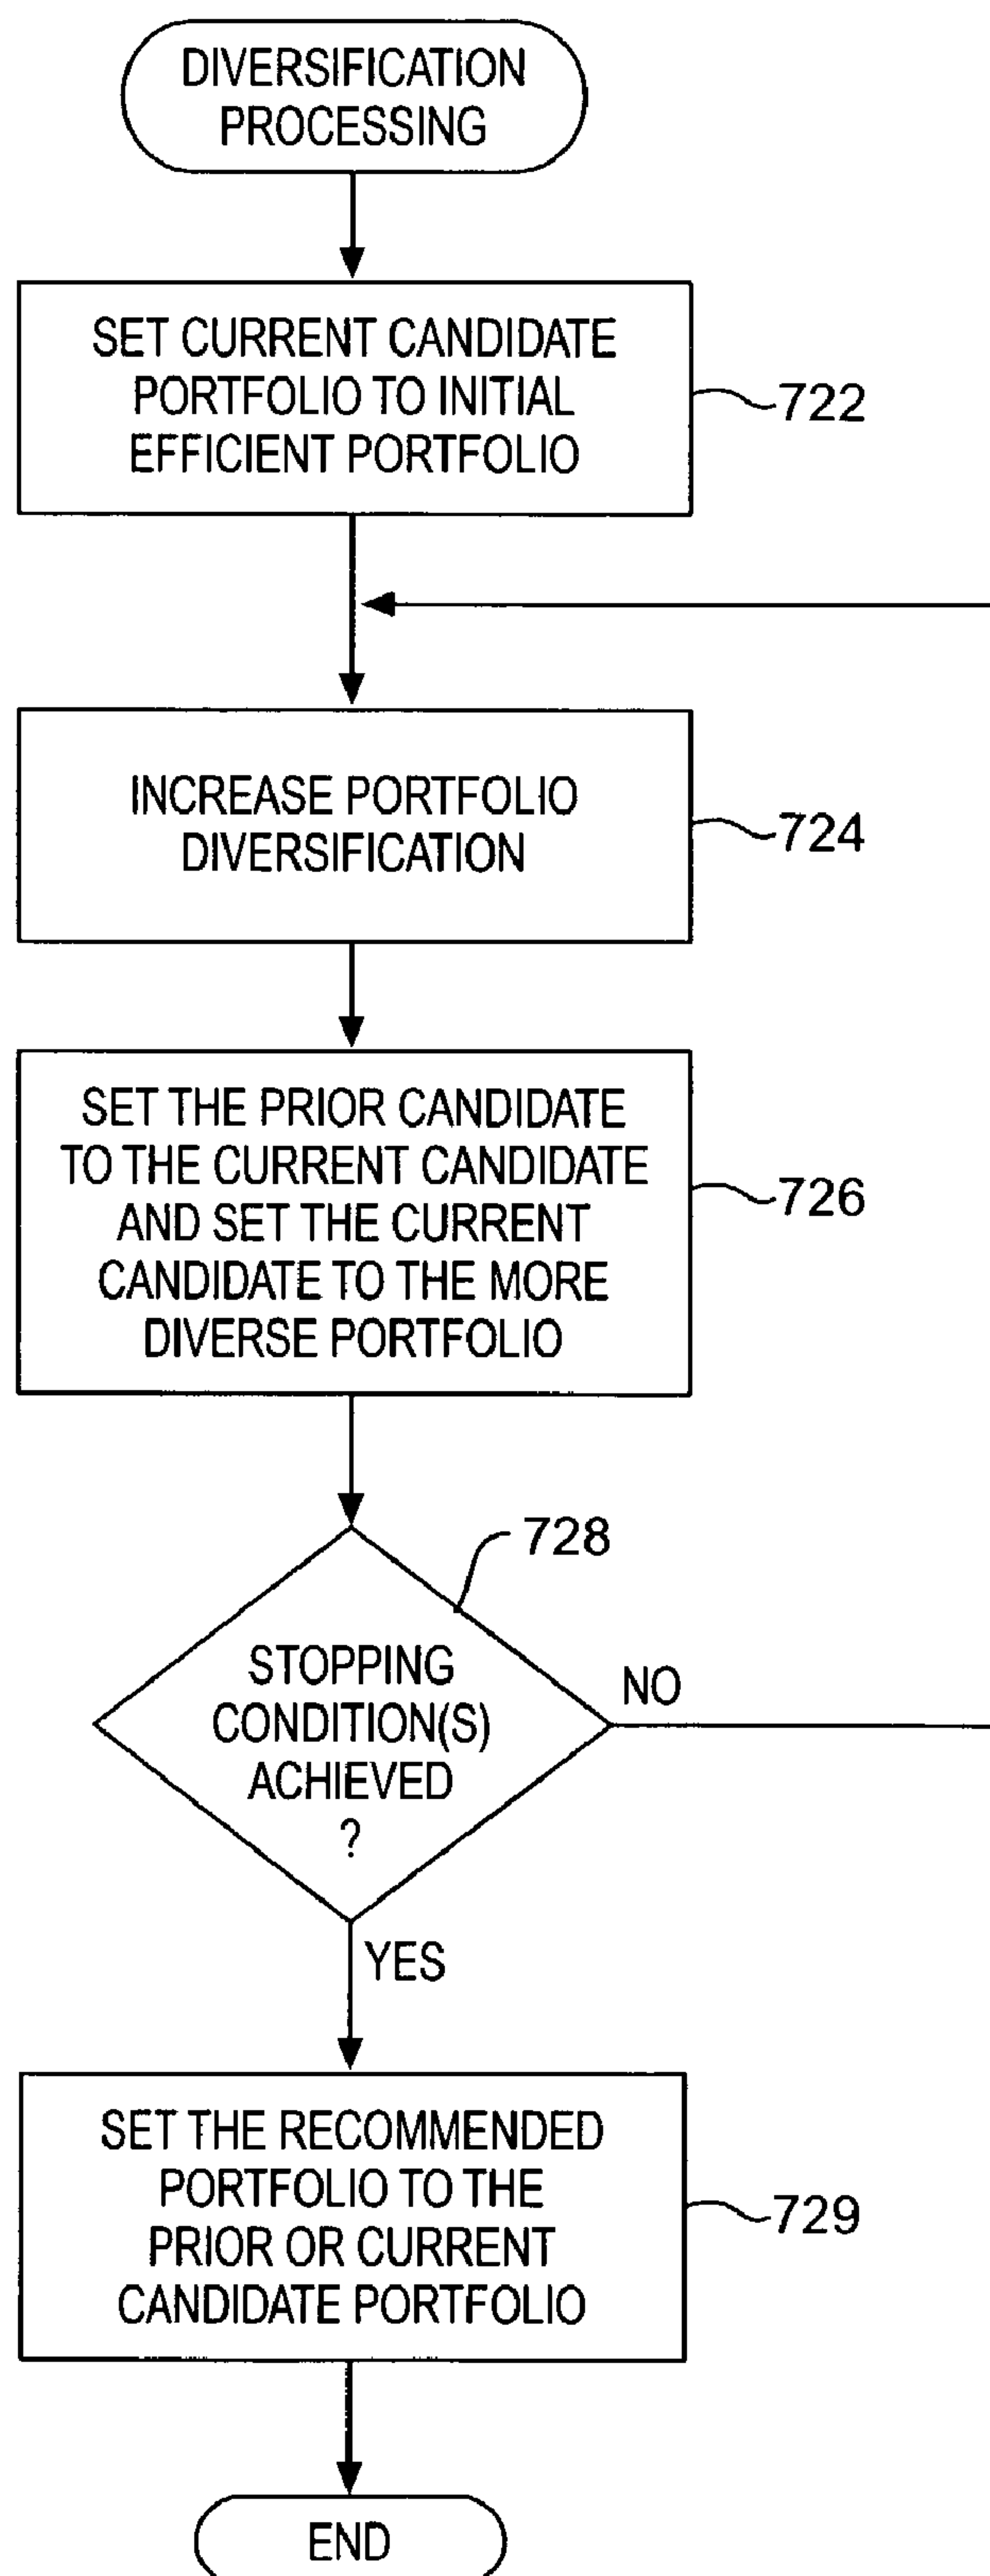 DIVERSIFICATION
PROCESSING
SET CURRENT CANDIDATE
PORTFOLIO TO INITIAL
EFFICIENT PORTFOLIO
722
INCREASE PORTFOLIO
DIVERSIFICATION
724
SET THE PRIOR CANDIDATE
TO THE CURRENT CANDIDATE
AND SET THE CURRENT
CANDIDATE TO THE MORE
DIVERSE PORTFOLIO
726
728
STOPPING
CONDITION(S)
ACHIEVED
?
NO
YES
SET THE RECOMMENDED
PORTFOLIO TO THE
PRIOR OR CURRENT
CANDIDATE PORTFOLIO
729
END